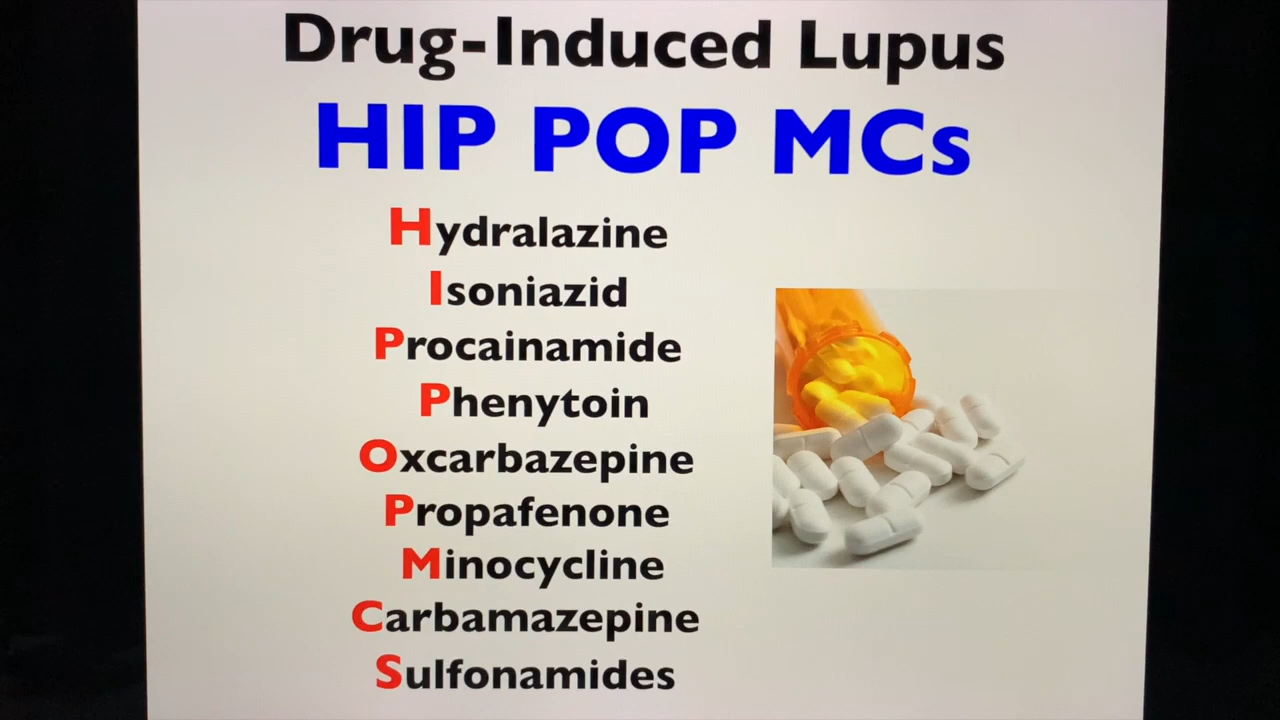 Drug-Induced Lupus
HIP POP MCs
Hydralazine
Isoniazid
Procainamide
Phenytoin
Oxcarbazepine
Propafenone
Minocycline
Carbamazepine
Sulfonamides